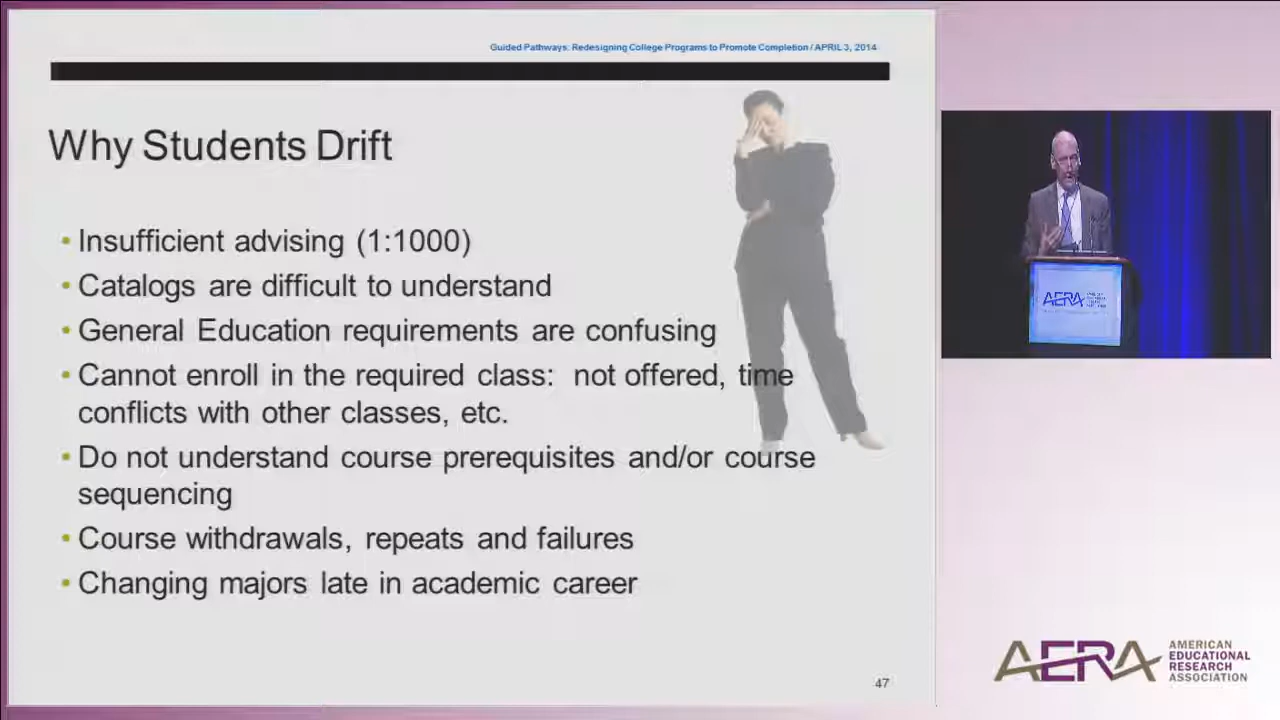 Guided Pathways: Redesigning College Programs to Promote Completion / APRIL 3, 2014
Why Students Drift
• Insufficient advising (1:1000)
• Catalogs are difficult to understand
• General Education requirements are confusing
• Cannot enroll in the required class: not offered, time
conflicts with other classes, etc.
• Do not understand course prerequisites and/or course
sequencing
• Course withdrawals, repeats and failures
• Changing majors late in academic career
47
AERA
AERA
AMERICAN
EDUCATIONAL
RESEARCH
ASSOCIATION